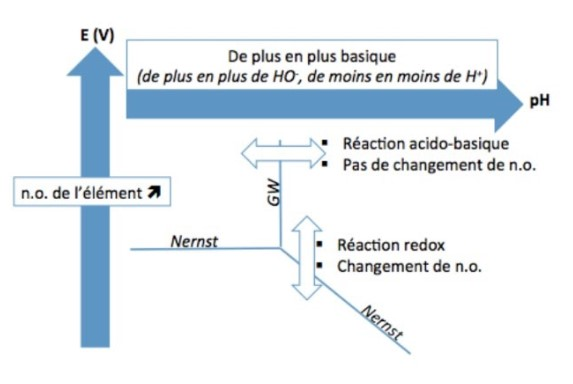 E (V)
De plus en plus basique
(de plus en plus de HO⁻, de moins en moins de H⁺)
pH
▪ Réaction acido-basique
▪ Pas de changement de n.o.
n.o. de l'élément ↗
GW
Nernst
▪ Réaction redox
▪ Changement de n.o.
Nernst